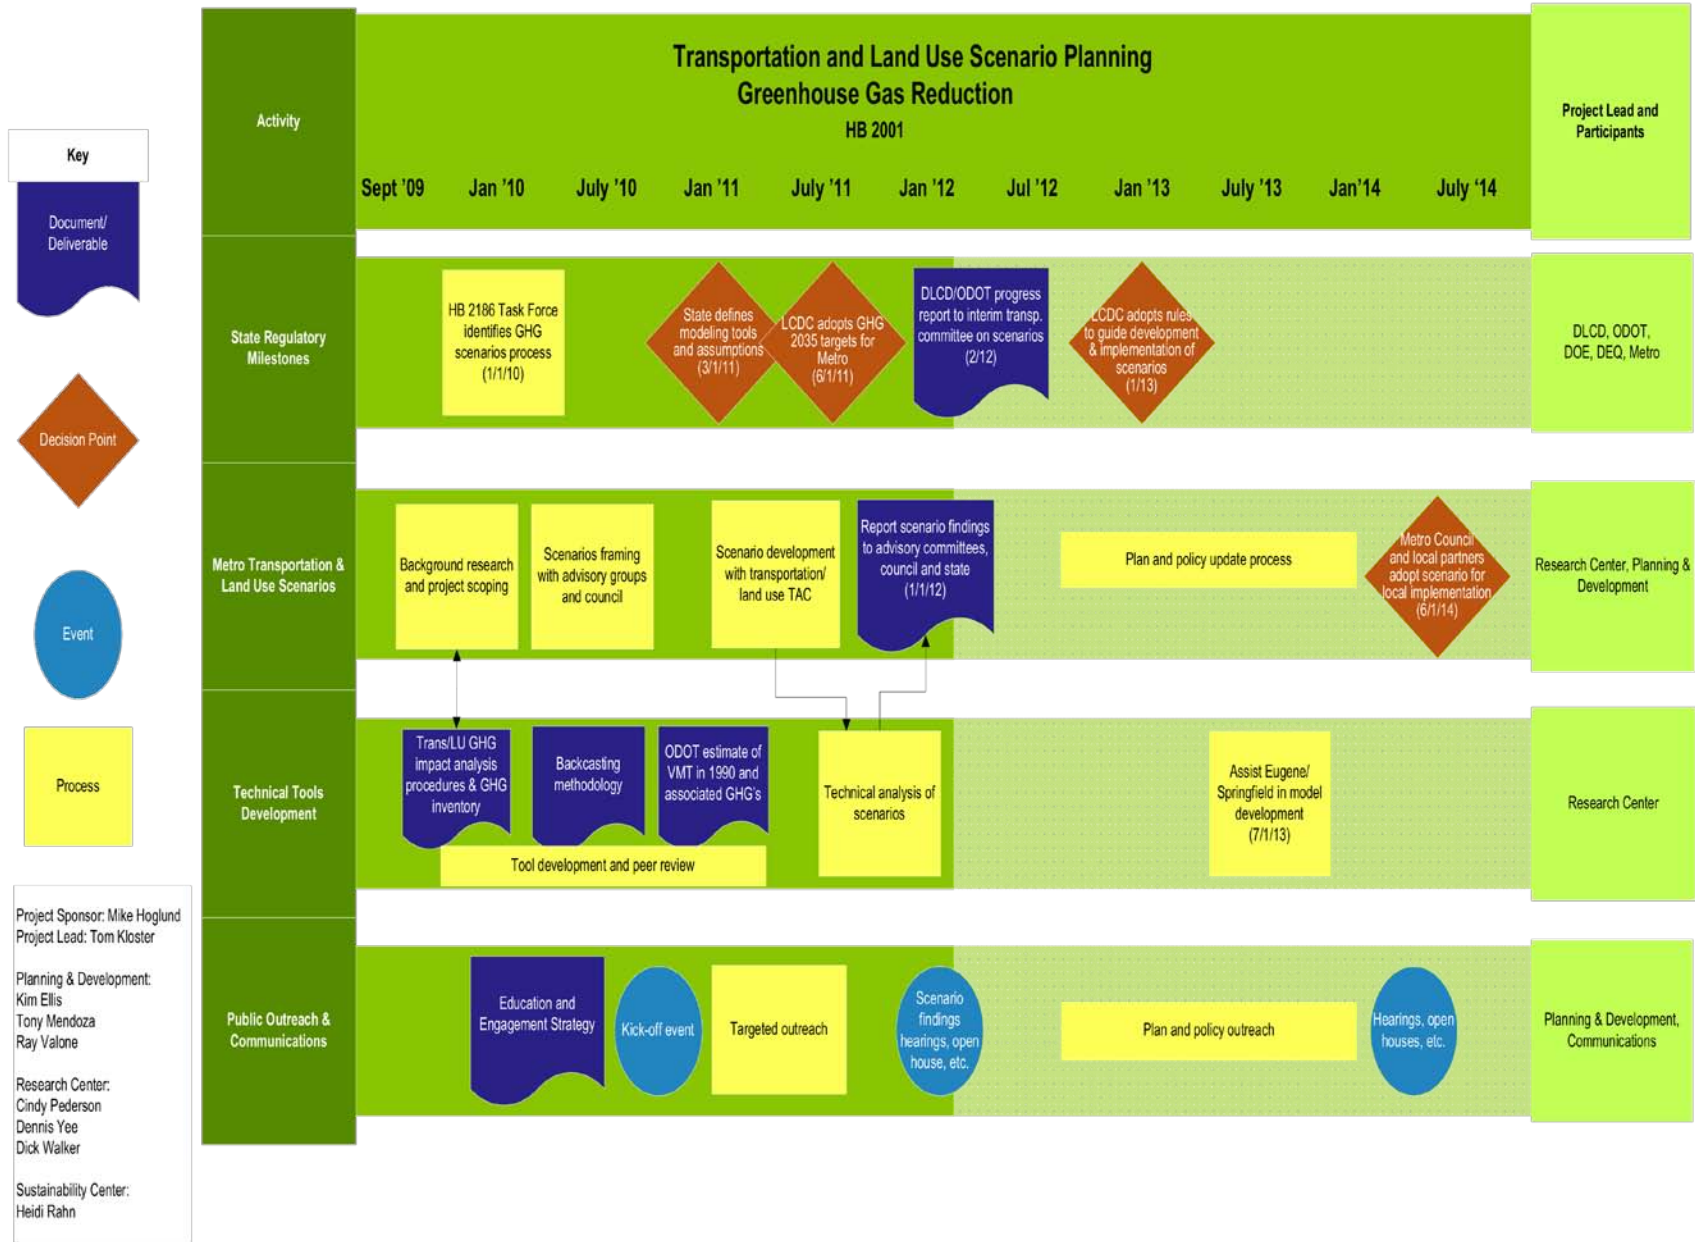 Transportation and Land Use Scenario Planning
Greenhouse Gas Reduction
HB 2001
Activity
Project Lead and
Participants
Sept '09 Jan '10 July '10 Jan '11 July '11 Jan '12 Jul '12 Jan '13 July '13 Jan'14 July '14
Key
Document/
Deliverable
Decision Point
Event
Process
Project Sponsor: Mike Hoglund
Project Lead: Tom Kloster
Planning & Development:
Kim Ellis
Tony Mendoza
Ray Valone
Research Center:
Cindy Pederson
Dennis Yee
Dick Walker
Sustainability Center:
Heidi Rahn
State Regulatory
Milestones
HB 2186 Task Force
identifies GHG
scenarios process
(1/1/10)
State defines
modeling tools
and assumptions
(3/1/11)
LCDC adopts GHG
2035 targets for
Metro
(6/1/11)
DLCD/ODOT progress
report to interim transp.
committee on scenarios
(2/12)
LCDC adopts rules
to guide development
& implementation of
scenarios
(1/13)
DLCD, ODOT,
DOE, DEQ, Metro
Metro Transportation &
Land Use Scenarios
Background research
and project scoping
Scenarios framing
with advisory groups
and council
Scenario development
with transportation/
land use TAC
Report scenario findings
to advisory committees,
council and state
(1/1/12)
Plan and policy update process
Metro Council
and local partners
adopt scenario for
local implementation
(6/1/14)
Research Center, Planning &
Development
Technical Tools
Development
Trans/LU GHG
impact analysis
procedures & GHG
inventory
Backcasting
methodology
ODOT estimate of
VMT in 1990 and
associated GHG's
Tool development and peer review
Technical analysis of
scenarios
Assist Eugene/
Springfield in model
development
(7/1/13)
Research Center
Public Outreach &
Communications
Education and
Engagement Strategy
Kick-off event
Targeted outreach
Scenario
findings
hearings, open
house, etc.
Plan and policy outreach
Hearings, open
houses, etc.
Planning & Development,
Communications